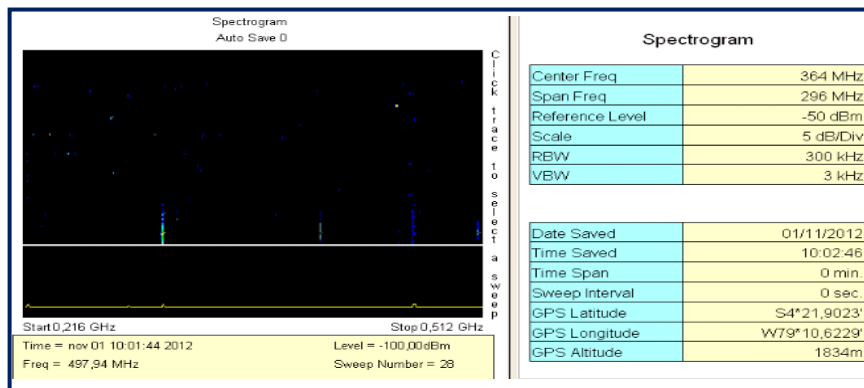 Spectrogram
Auto Save 0
Click trace to select a sweep
Start 0,216 GHz Stop 0,512 GHz
Time = nov 01 10:01:44 2012 Level = -100,00dBm
Freq = 497,94 MHz Sweep Number = 28
Spectrogram
Center Freq 364 MHz
Span Freq 296 MHz
Reference Level -50 dBm
Scale 5 dB/Div
RBW 300 kHz
VBW 3 kHz
Date Saved 01/11/2012
Time Saved 10:02:46
Time Span 0 min.
Sweep Interval 0 sec.
GPS Latitude S4*21,9023'
GPS Longitude W79*10,6229'
GPS Altitude 1834m